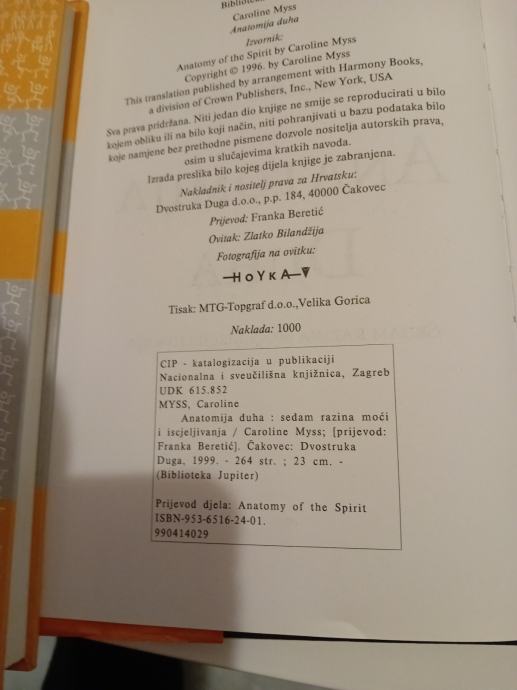 Caroline Myss
Anatomija duha
Izvornik:
Anatomy of the Spirit by Caroline Myss
Copyright © 1996. by Caroline Myss
This translation published by arrangement with Harmony Books,
a division of Crown Publishers, Inc., New York, USA
Sva prava pridržana. Niti jedan dio knjige ne smije se reproducirati u bilo
kojem obliku ili na bilo koji način, niti pohranjivati u bazu podataka bilo
koje namjene bez prethodne pismene dozvole nositelja autorskih prava,
osim u slučajevima kratkih navoda.
Izrada preslika bilo kojeg dijela knjige je zabranjena.
Nakladnik i nositelj prava za Hrvatsku:
Dvostruka Duga d.o.o., p.p. 184, 40000 Čakovec
Prijevod: Franka Beretić
Ovitak: Zlatko Bilandžija
Fotografija na ovitku:
HOYKA
Tisak: MTG-Topgraf d.o.o.,Velika Gorica
Naklada: 1000
CIP - katalogizacija u publikaciji
Nacionalna i sveučilišna knjižnica, Zagreb
UDK 615.852
MYSS, Caroline
Anatomija duha : sedam razina moći
i iscjeljivanja / Caroline Myss; [prijevod:
Franka Beretić]. Čakovec: Dvostruka
Duga, 1999. - 264 str. ; 23 cm. -
(Biblioteka Jupiter)
Prijevod djela: Anatomy of the Spirit
ISBN-953-6516-24-01.
990414029